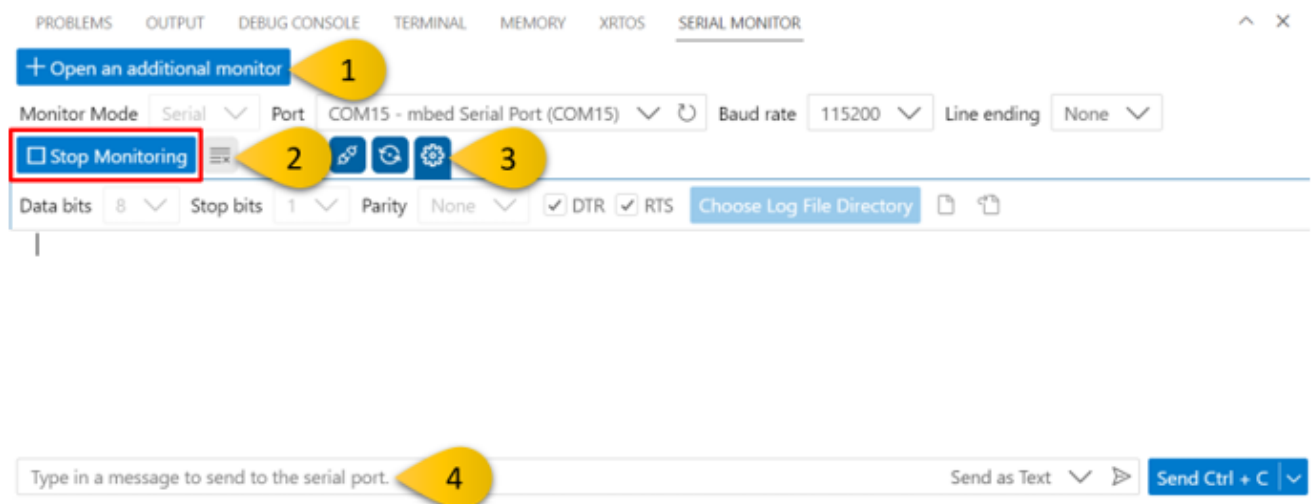 PROBLEMS OUTPUT DEBUG CONSOLE TERMINAL MEMORY XRTOS SERIAL MONITOR
+ Open an additional monitor 1
Monitor Mode Serial Port COM15 - mbed Serial Port (COM15) Baud rate 115200 Line ending None
Stop Monitoring 2 3
Data bits 8 Stop bits 1 Parity None DTR RTS Choose Log File Directory
Type in a message to send to the serial port. 4 Send as Text Send Ctrl + C